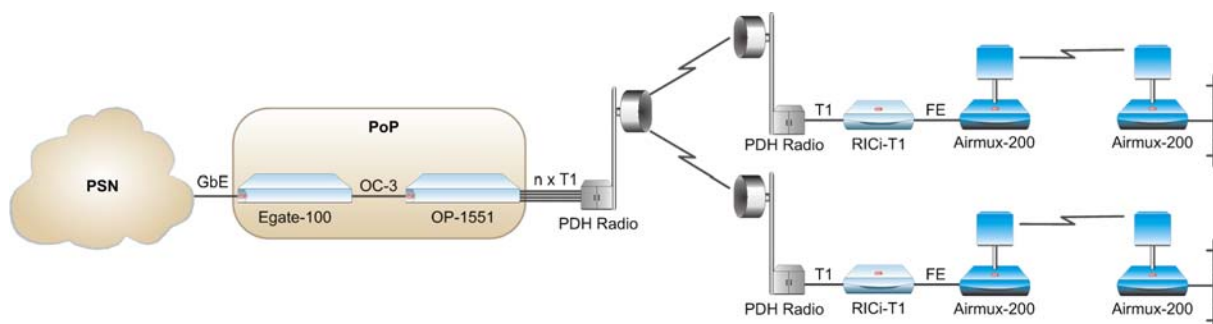 PoP
PSN
GbE
Egate-100
OC-3
OP-1551
n x T1
PDH Radio
PDH Radio
T1
RICi-T1
FE
Airmux-200
Airmux-200
PDH Radio
T1
RICi-T1
FE
Airmux-200
Airmux-200